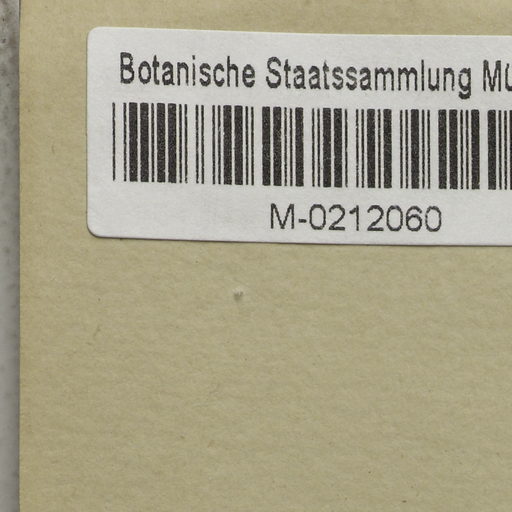 Botanische Staatssammlung Mü
M-0212060